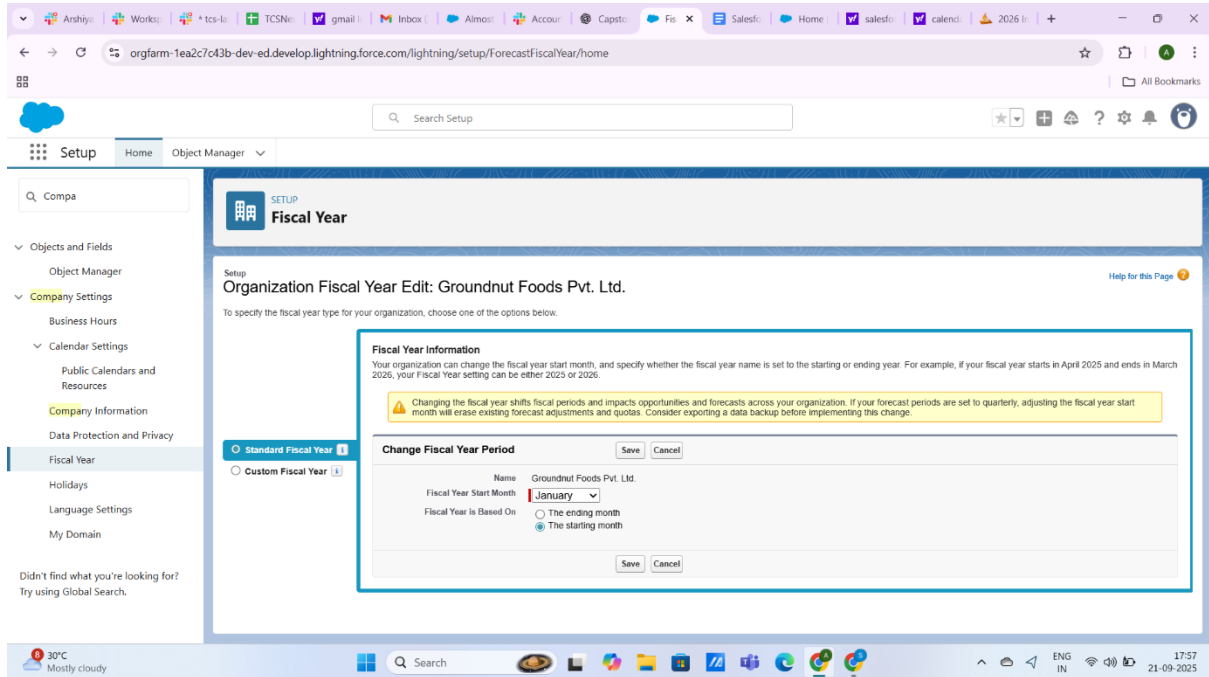 Arshiya
Worksp
* tcs-la
TCSNe
gmail l
Inbox (
Almost
Accour
Capsto
Fis
Salesfo
Home |
salesfo
calend
2026 In
orgfarm-1ea2c7c43b-dev-ed.develop.lightning.force.com/lightning/setup/ForecastFiscalYear/home
A
All Bookmarks
Search Setup
Setup
Home
Object Manager
Compa
Objects and Fields
Object Manager
Company Settings
Business Hours
Calendar Settings
Public Calendars and
Resources
Company Information
Data Protection and Privacy
Fiscal Year
Holidays
Language Settings
My Domain
Didn't find what you're looking for?
Try using Global Search.
SETUP
Fiscal Year
Setup
Organization Fiscal Year Edit: Groundnut Foods Pvt. Ltd.
Help for this Page ?
To specify the fiscal year type for your organization, choose one of the options below.
Standard Fiscal Year i
Custom Fiscal Year i
Fiscal Year Information
Your organization can change the fiscal year start month, and specify whether the fiscal year name is set to the starting or ending year. For example, if your fiscal year starts in April 2025 and ends in March
2026, your Fiscal Year setting can be either 2025 or 2026.
Changing the fiscal year shifts fiscal periods and impacts opportunities and forecasts across your organization. If your forecast periods are set to quarterly, adjusting the fiscal year start
month will erase existing forecast adjustments and quotas. Consider exporting a data backup before implementing this change.
Change Fiscal Year Period
Save Cancel
Name Groundnut Foods Pvt. Ltd.
Fiscal Year Start Month January
Fiscal Year is Based On The ending month
The starting month
Save Cancel
8
30°C
Mostly cloudy
Search
ENG
IN
17:57
21-09-2025